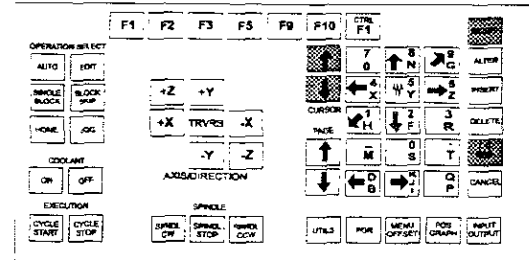 F1 F2 F3 F5 F9 F10 CTRL F1
OPERATION SELECT
AUTO EDIT
SINGLE BLOCK BLOCK SKIP
HOME JOG
COOLANT
ON OFF
EXECUTION
CYCLE START CYCLE STOP
+Z +Y
+X TRVRS -X
-Y -Z
AXIS/DIRECTION
SPINDLE
SPINDL CW SPINDL STOP SPINDL CCW
CURSOR
PAGE
7 O 8 N 9 G
4 X 5 Y 6 Z
1 H 2 F 3 R
M 0 S T
D B Q P
RESET
ALTER
INSERT
DELETE
CANCEL
UTILS PGR MENU OFFSET POS GRAPH INPUT OUTPUT